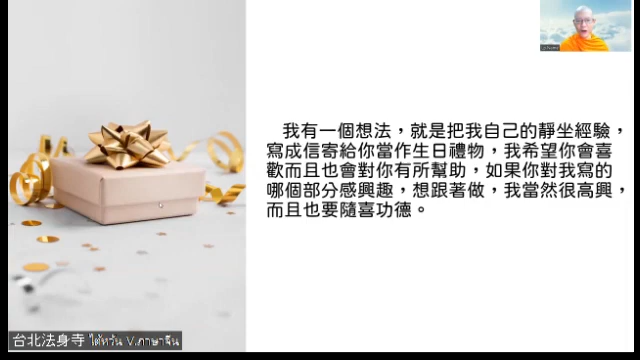 我有一個想法，就是把我自己的靜坐經驗，
寫成信寄給你當作生日禮物，我希望你會喜
歡而且也會對你有所幫助，如果你對我寫的
哪個部分感興趣，想跟著做，我當然很高興，
而且也要隨喜功德。
台北法身寺 ไต้หวัน V.ภาษาจีน